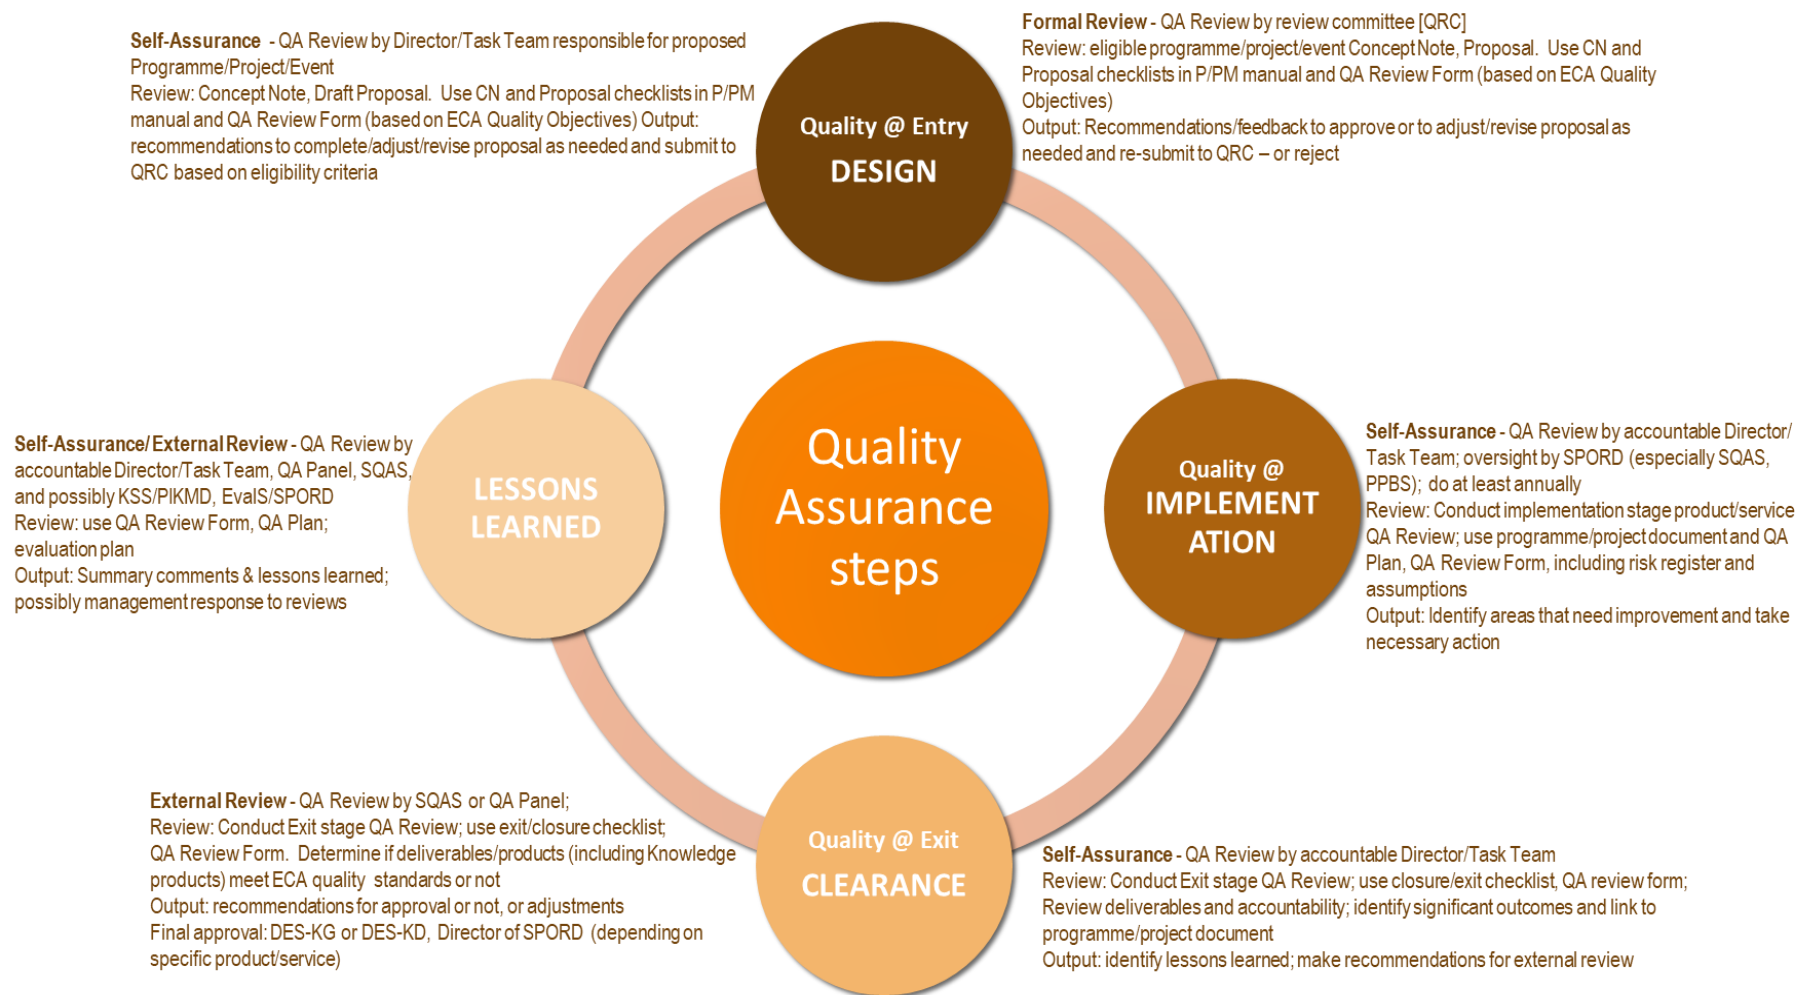 Self-Assurance - QA Review by Director/Task Team responsible for proposed
Programme/Project/Event
Review: Concept Note, Draft Proposal. Use CN and Proposal checklists in P/PM
manual and QA Review Form (based on ECA Quality Objectives) Output:
recommendations to complete/adjust/revise proposal as needed and submit to
QRC based on eligibility criteria
Quality @ Entry
DESIGN
Formal Review - QA Review by review committee [QRC]
Review: eligible programme/project/event Concept Note, Proposal. Use CN and
Proposal checklists in P/PM manual and QA Review Form (based on ECA Quality
Objectives)
Output: Recommendations/feedback to approve or to adjust/revise proposal as
needed and re-submit to QRC – or reject
Self-Assurance/ External Review - QA Review by
accountable Director/Task Team, QA Panel, SQAS,
and possibly KSS/PIKMD, EvalS/SPORD
Review: use QA Review Form, QA Plan;
evaluation plan
Output: Summary comments & lessons learned;
possibly management response to reviews
LESSONS
LEARNED
Quality
Assurance
steps
Quality @
IMPLEMENT
ATION
Self-Assurance - QA Review by accountable Director/
Task Team; oversight by SPORD (especially SQAS,
PPBS); do at least annually
Review: Conduct implementation stage product/service
QA Review; use programme/project document and QA
Plan, QA Review Form, including risk register and
assumptions
Output: Identify areas that need improvement and take
necessary action
External Review - QA Review by SQAS or QA Panel;
Review: Conduct Exit stage QA Review; use exit/closure checklist;
QA Review Form. Determine if deliverables/products (including Knowledge
products) meet ECA quality standards or not
Output: recommendations for approval or not, or adjustments
Final approval: DES-KG or DES-KD, Director of SPORD (depending on
specific product/service)
Quality @ Exit
CLEARANCE
Self-Assurance - QA Review by accountable Director/Task Team
Review: Conduct Exit stage QA Review; use closure/exit checklist, QA review form;
Review deliverables and accountability; identify significant outcomes and link to
programme/project document
Output: identify lessons learned; make recommendations for external review